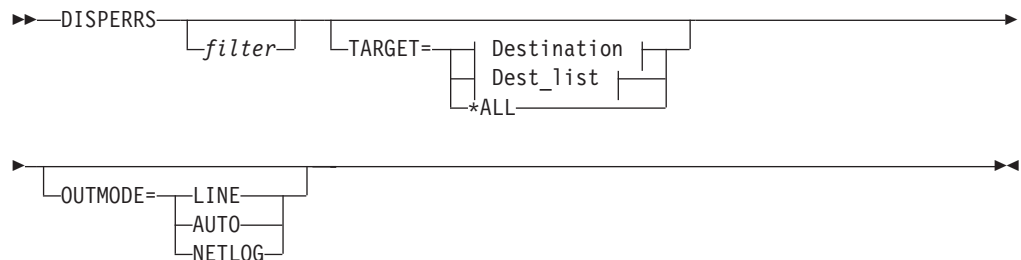 DISPERRS
filter
TARGET=
Destination
Dest_list
*ALL
OUTMODE=
LINE
AUTO
NETLOG